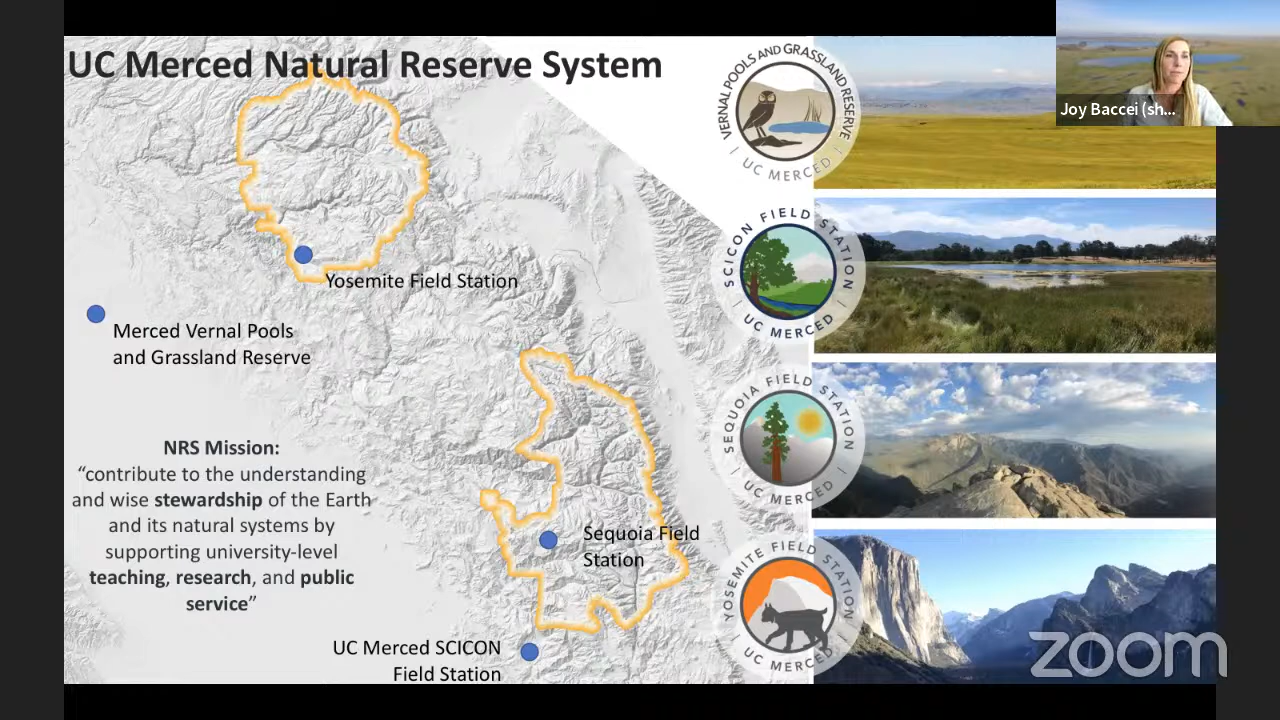 UC Merced Natural Reserve System
Joy Baccei (sh...
VERNAL POOLS AND GRASSLAND RESERVE
| UC MERCED |
Yosemite Field Station
SCICON FIELD STATION
| UC MERCED |
Merced Vernal Pools
and Grassland Reserve
SEQUOIA FIELD STATION
| UC MERCED |
NRS Mission:
“contribute to the understanding
and wise stewardship of the Earth
and its natural systems by
supporting university-level
teaching, research, and public
service”
Sequoia Field
Station
YOSEMITE FIELD STATION
| UC MERCED |
UC Merced SCICON
Field Station
zoom